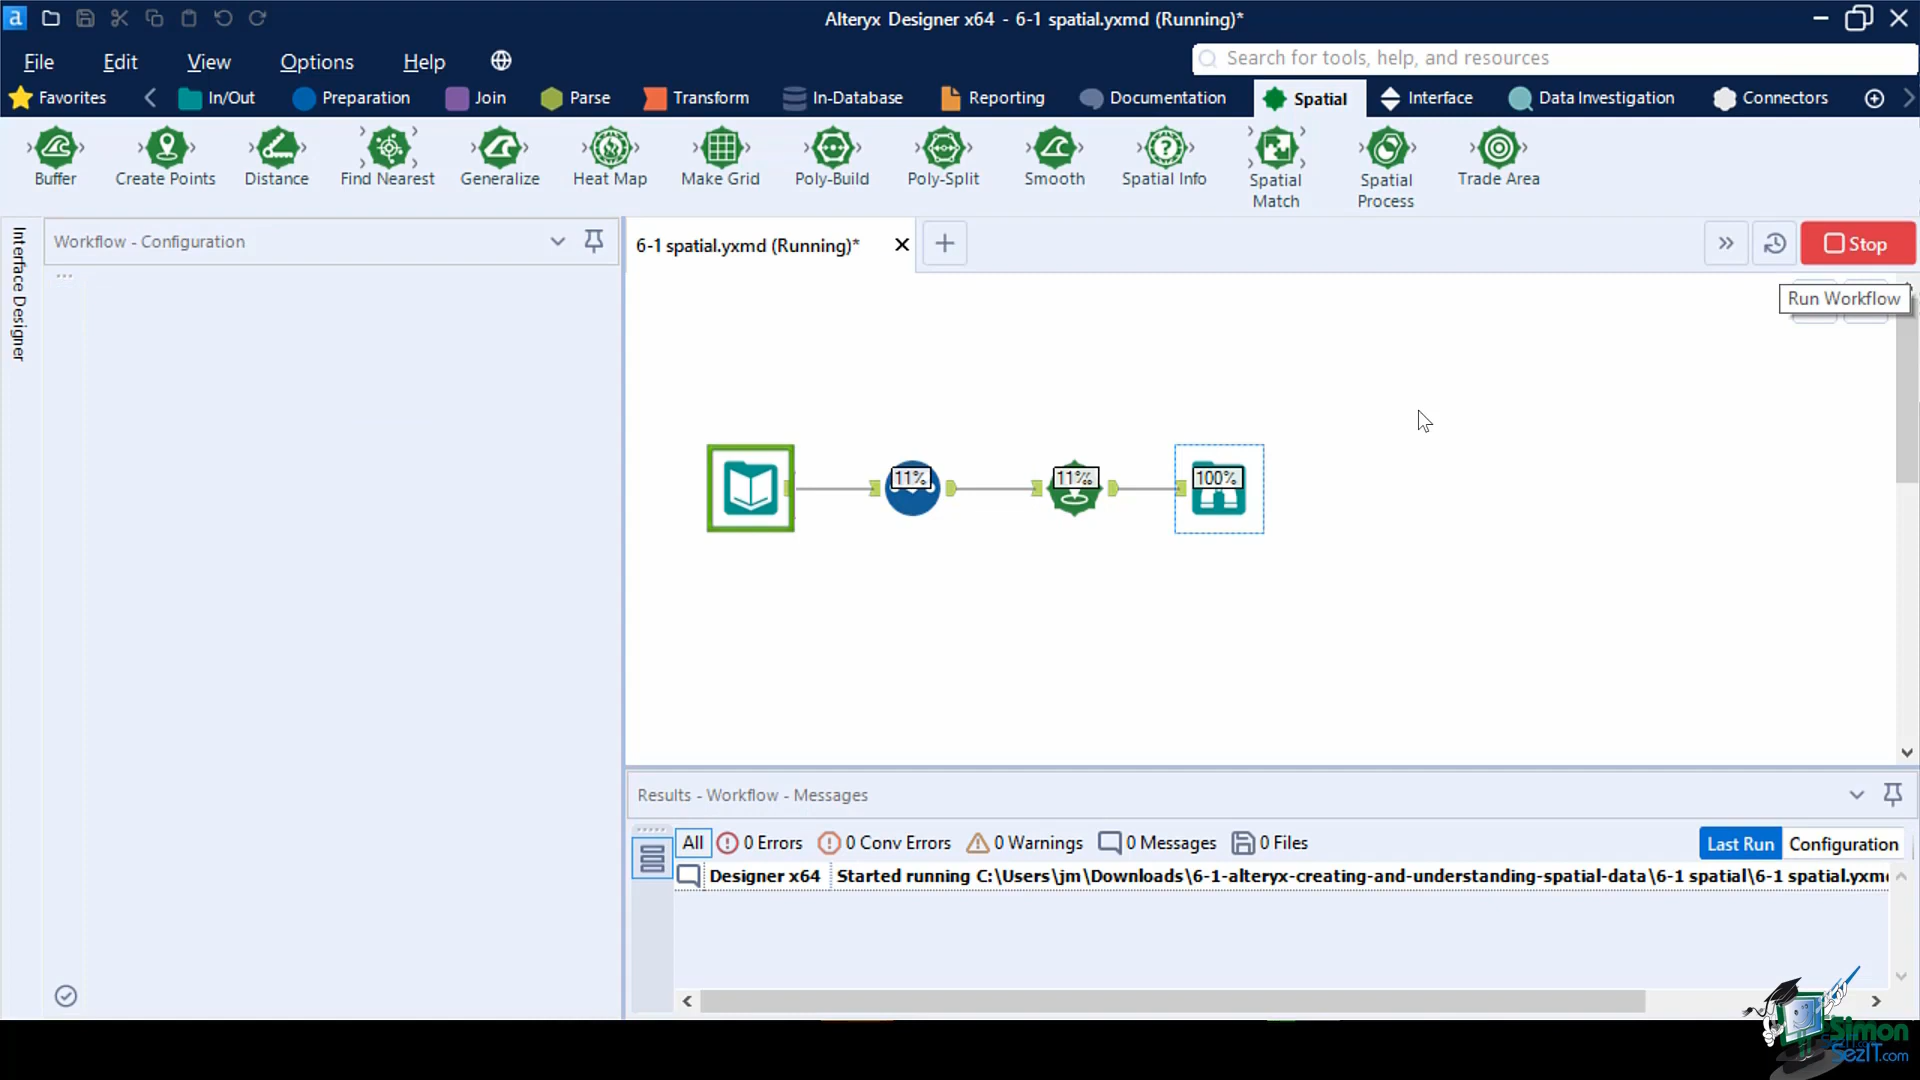 a
Alteryx Designer x64 - 6-1 spatial.yxmd (Running)*
File Edit View Options Help
Search for tools, help, and resources
Favorites In/Out Preparation Join Parse Transform In-Database Reporting Documentation Spatial Interface Data Investigation Connectors
Buffer Create Points Distance Find Nearest Generalize Heat Map Make Grid Poly-Build Poly-Split Smooth Spatial Info Spatial Match Spatial Process Trade Area
Interface Designer
Workflow - Configuration
6-1 spatial.yxmd (Running)*
Stop
Run Workflow
11% 11% 100%
Results - Workflow - Messages
All 0 Errors 0 Conv Errors 0 Warnings 0 Messages 0 Files Last Run Configuration
Designer x64 Started running C:\Users\jm\Downloads\6-1-alteryx-creating-and-understanding-spatial-data\6-1 spatial\6-1 spatial.yxmd
Simon
SezIT.com